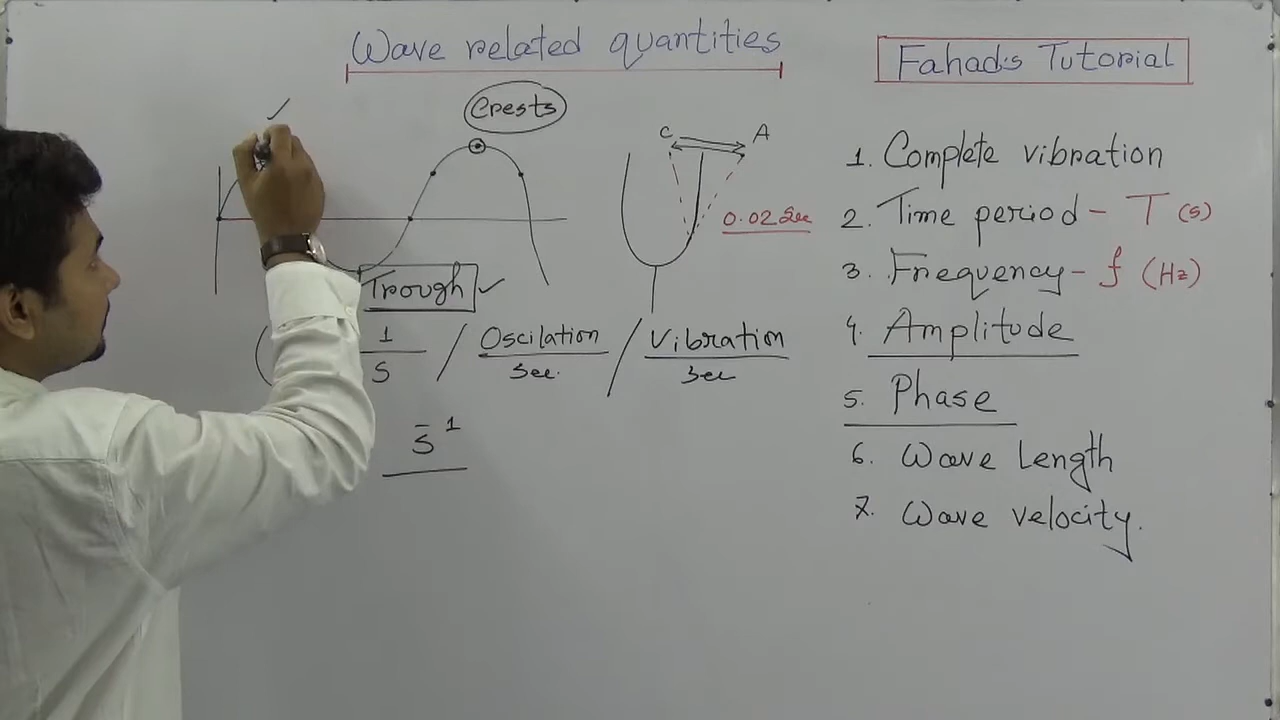 Wave related quantities
Fahad's Tutorial
Crests
C A
0.02 Sec
Trough
( 1/S / Oscilation/Sec. / Vibration/Sec
S⁻¹
1. Complete vibration
2. Time period - T (s)
3. Frequency - f (Hz)
4. Amplitude
5. Phase
6. Wave Length
7. Wave velocity.